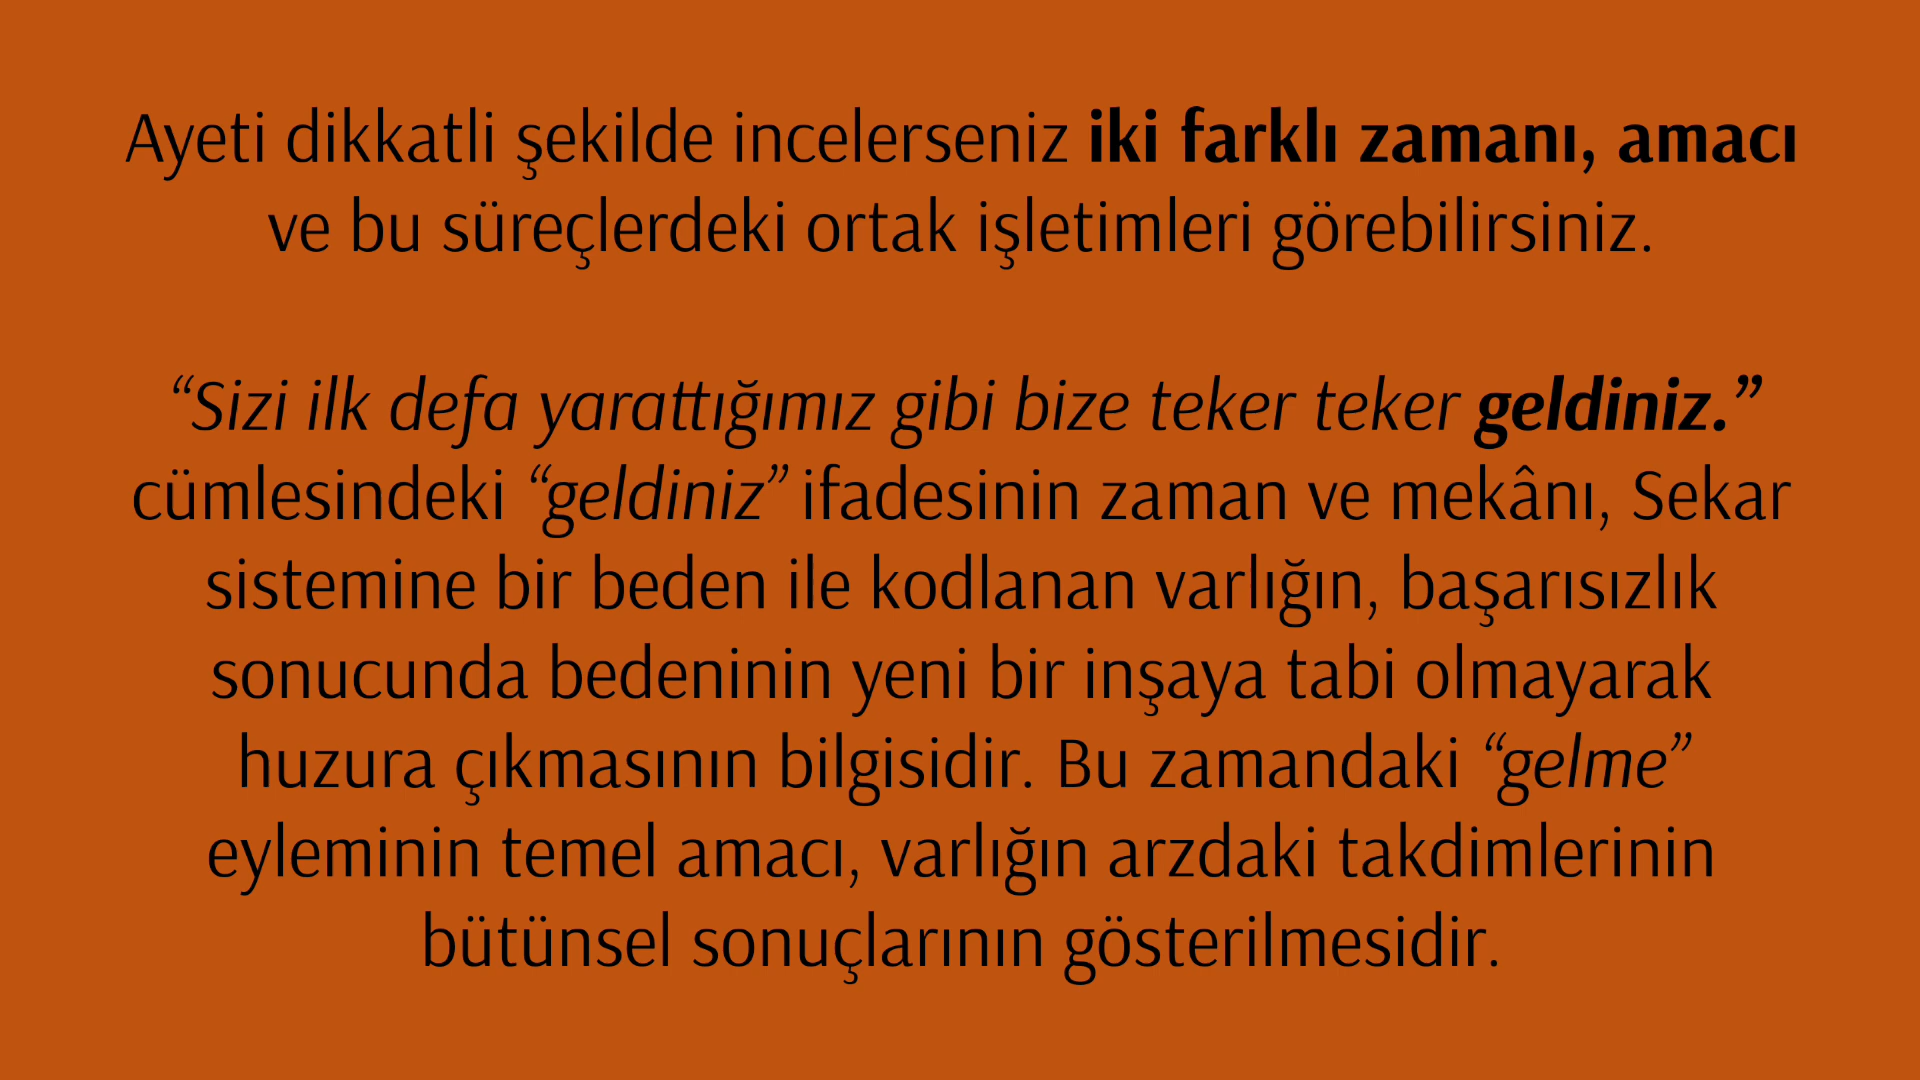 Ayeti dikkatli şekilde incelerseniz iki farklı zamanı, amacı
ve bu süreçlerdeki ortak işletimleri görebilirsiniz.
“Sizi ilk defa yarattığımız gibi bize teker teker geldiniz.”
cümlesindeki “geldiniz” ifadesinin zaman ve mekânı, Sekar
sistemine bir beden ile kodlanan varlığın, başarısızlık
sonucunda bedeninin yeni bir inşaya tabi olmayarak
huzura çıkmasının bilgisidir. Bu zamandaki “gelme”
eyleminin temel amacı, varlığın arzdaki takdimlerinin
bütünsel sonuçlarının gösterilmesidir.